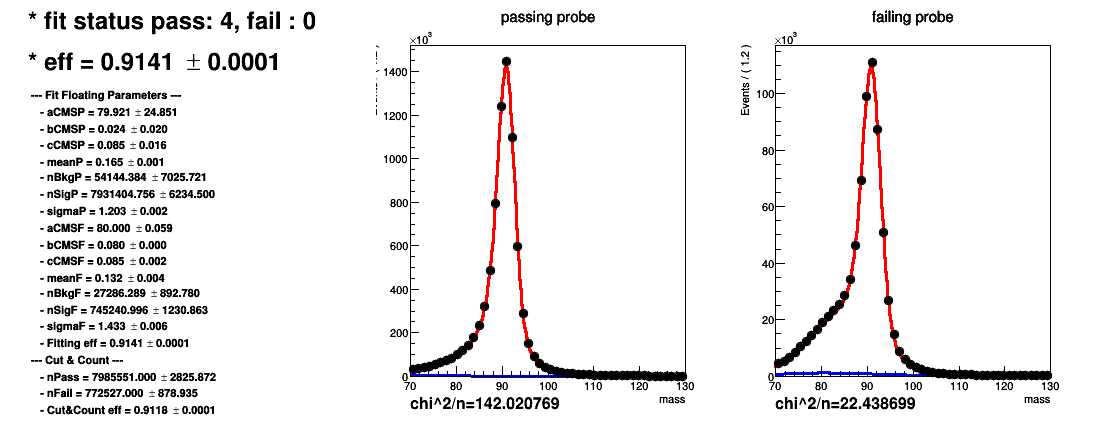 * fit status pass: 4, fail : 0
* eff = 0.9141 ± 0.0001
--- Fit Floating Parameters ---
- aCMSP = 79.921 ± 24.851
- bCMSP = 0.024 ± 0.020
- cCMSP = 0.085 ± 0.016
- meanP = 0.165 ± 0.001
- nBkgP = 54144.384 ± 7025.721
- nSigP = 7931404.756 ± 6234.500
- sigmaP = 1.203 ± 0.002
- aCMSF = 80.000 ± 0.059
- bCMSF = 0.080 ± 0.000
- cCMSF = 0.085 ± 0.002
- meanF = 0.132 ± 0.004
- nBkgF = 27286.289 ± 892.780
- nSigF = 745240.996 ± 1230.863
- sigmaF = 1.433 ± 0.006
- Fitting eff = 0.9141 ± 0.0001
--- Cut & Count ---
- nPass = 7985551.000 ± 2825.872
- nFail = 772527.000 ± 878.935
- Cut&Count eff = 0.9118 ± 0.0001
passing probe
×10³
1400
1200
1000
800
600
400
200
0
70 80 90 100 110 120 130
mass
chi^2/n=142.020769
failing probe
×10³
Events / ( 1.2 )
100
80
60
40
20
0
70 80 90 100 110 120 130
mass
chi^2/n=22.438699